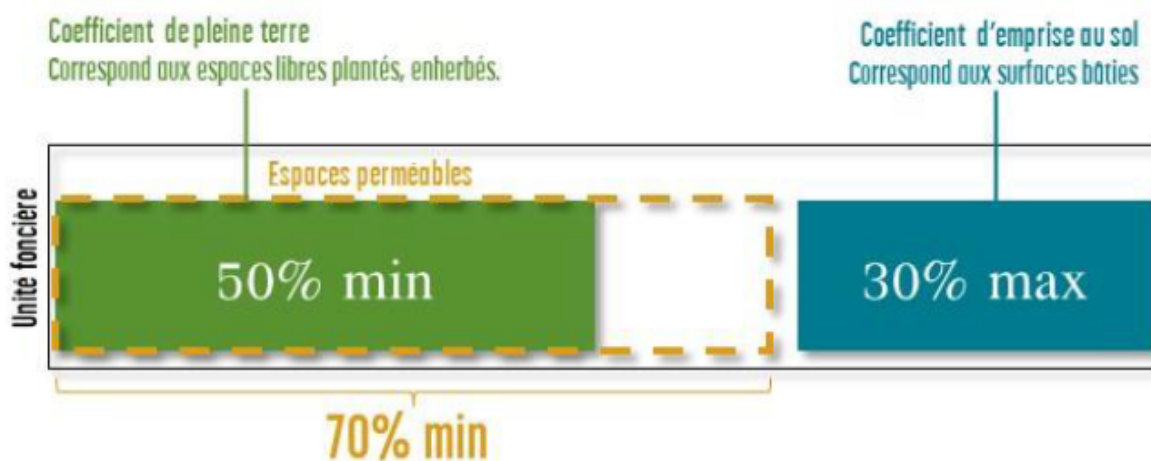 Coefficient de pleine terre
Correspond aux espaces libres plantés, enherbés.
Coefficient d'emprise au sol
Correspond aux surfaces bâties
Unité foncière
Espaces perméables
50% min
30% max
70% min